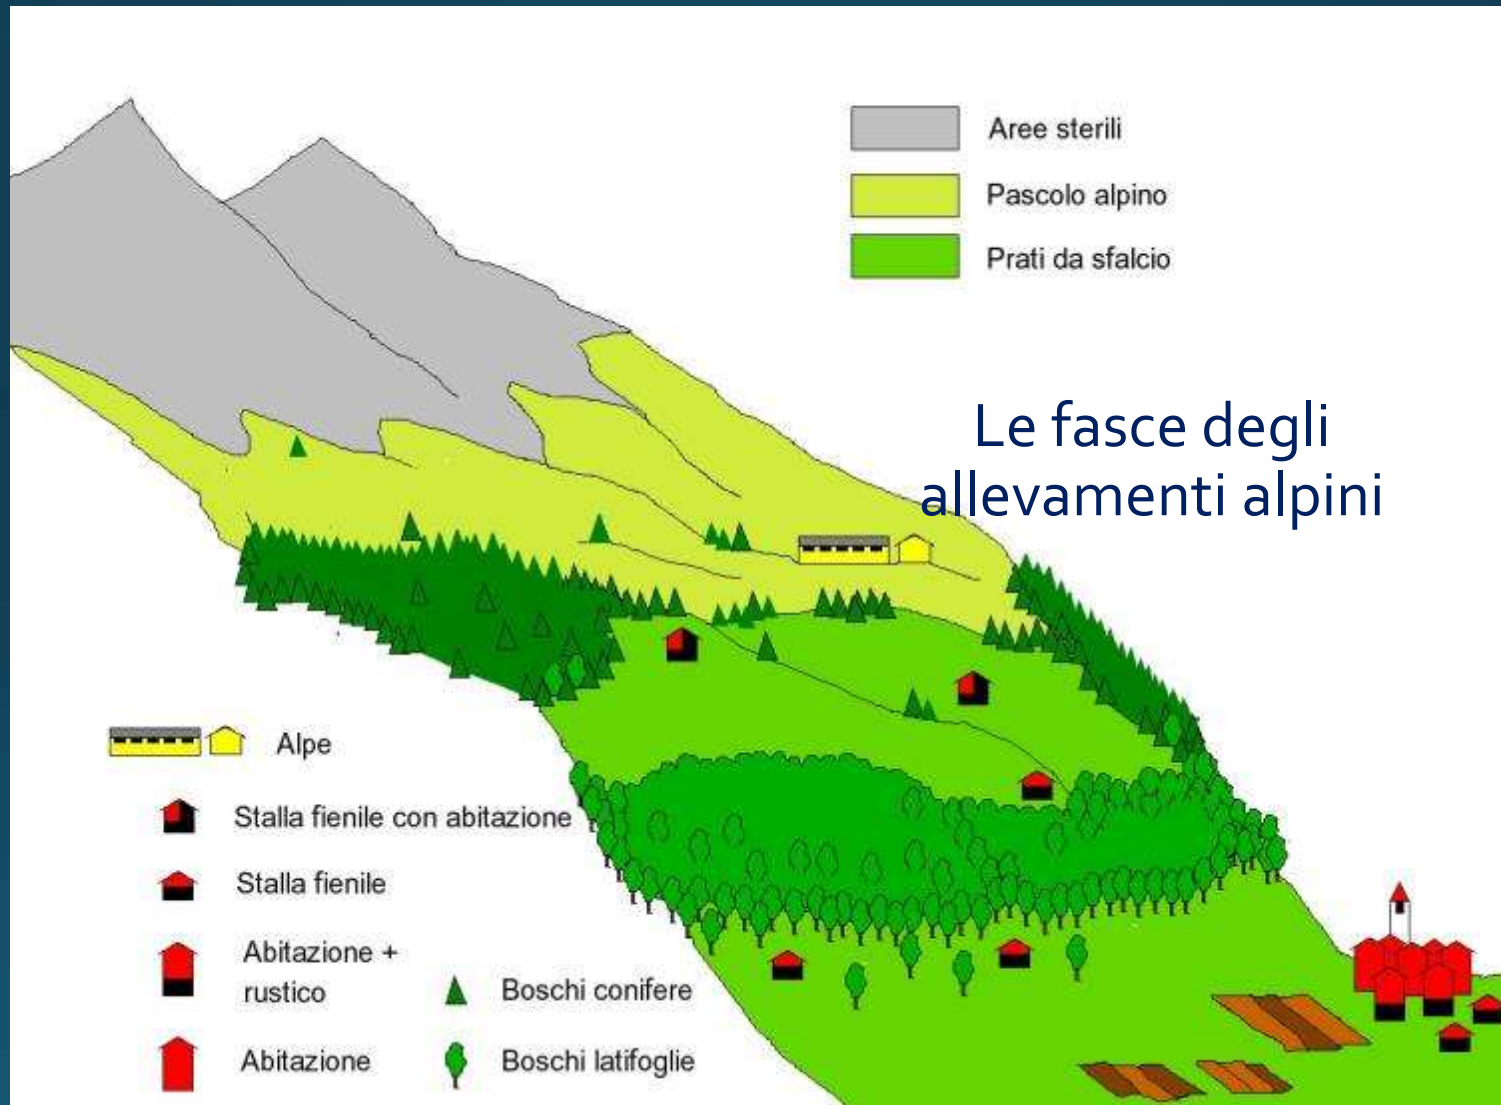 Aree sterili
Pascolo alpino
Prati da sfalcio
Le fasce degli
allevamenti alpini
Alpe
Stalla fienile con abitazione
Stalla fienile
Abitazione +
rustico
Boschi conifere
Abitazione
Boschi latifoglie